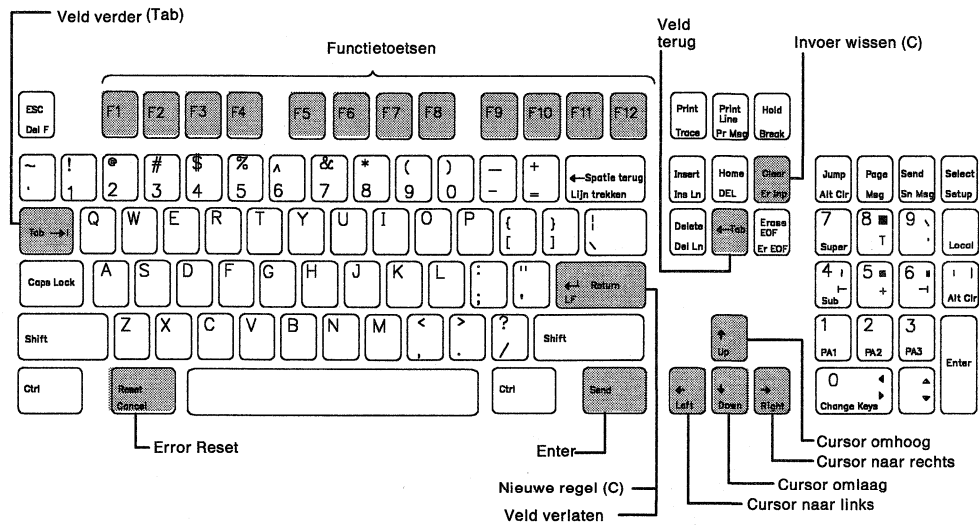 Veld verder (Tab)
Veld
terug
Invoer wissen (C)
Functietoetsen
ESC
Del F
F1 F2 F3 F4 F5 F6 F7 F8 F9 F10 F11 F12
Print
Trace
Print
Line
Pr Msg
Hold
Break
~ ! @ # $ % ^ & * ( ) — +
' 1 2 3 4 5 6 7 8 9 0 – =
←Spatie terug
Lijn trekken
Insert
Ins Ln
Home
DEL
Clear
Er Inp
Jump
Alt Clr
Page
Msg
Send
Sn Msg
Select
Setup
Tab →|
Q W E R T Y U I O P { } |
[ ] \
Delete
Del Ln
←Tab
Erase
EOF
Er EOF
7
Super
8
T
9 \
'
Local
Caps Lock
A S D F G H J K L : "
; '
↵ Return
LF
4
Sub
5
+
6
Alt Clr
Shift
Z X C V B N M < > ?
, . /
Shift
↑
Up
1
PA1
2
PA2
3
PA3
Enter
Ctrl
Reset
Cancel
Ctrl
Send
←
Left
↓
Down
→
Right
0
Change Keys
Error Reset
Enter
Cursor omhoog
Cursor naar rechts
Cursor omlaag
Nieuwe regel (C)
Cursor naar links
Veld verlaten